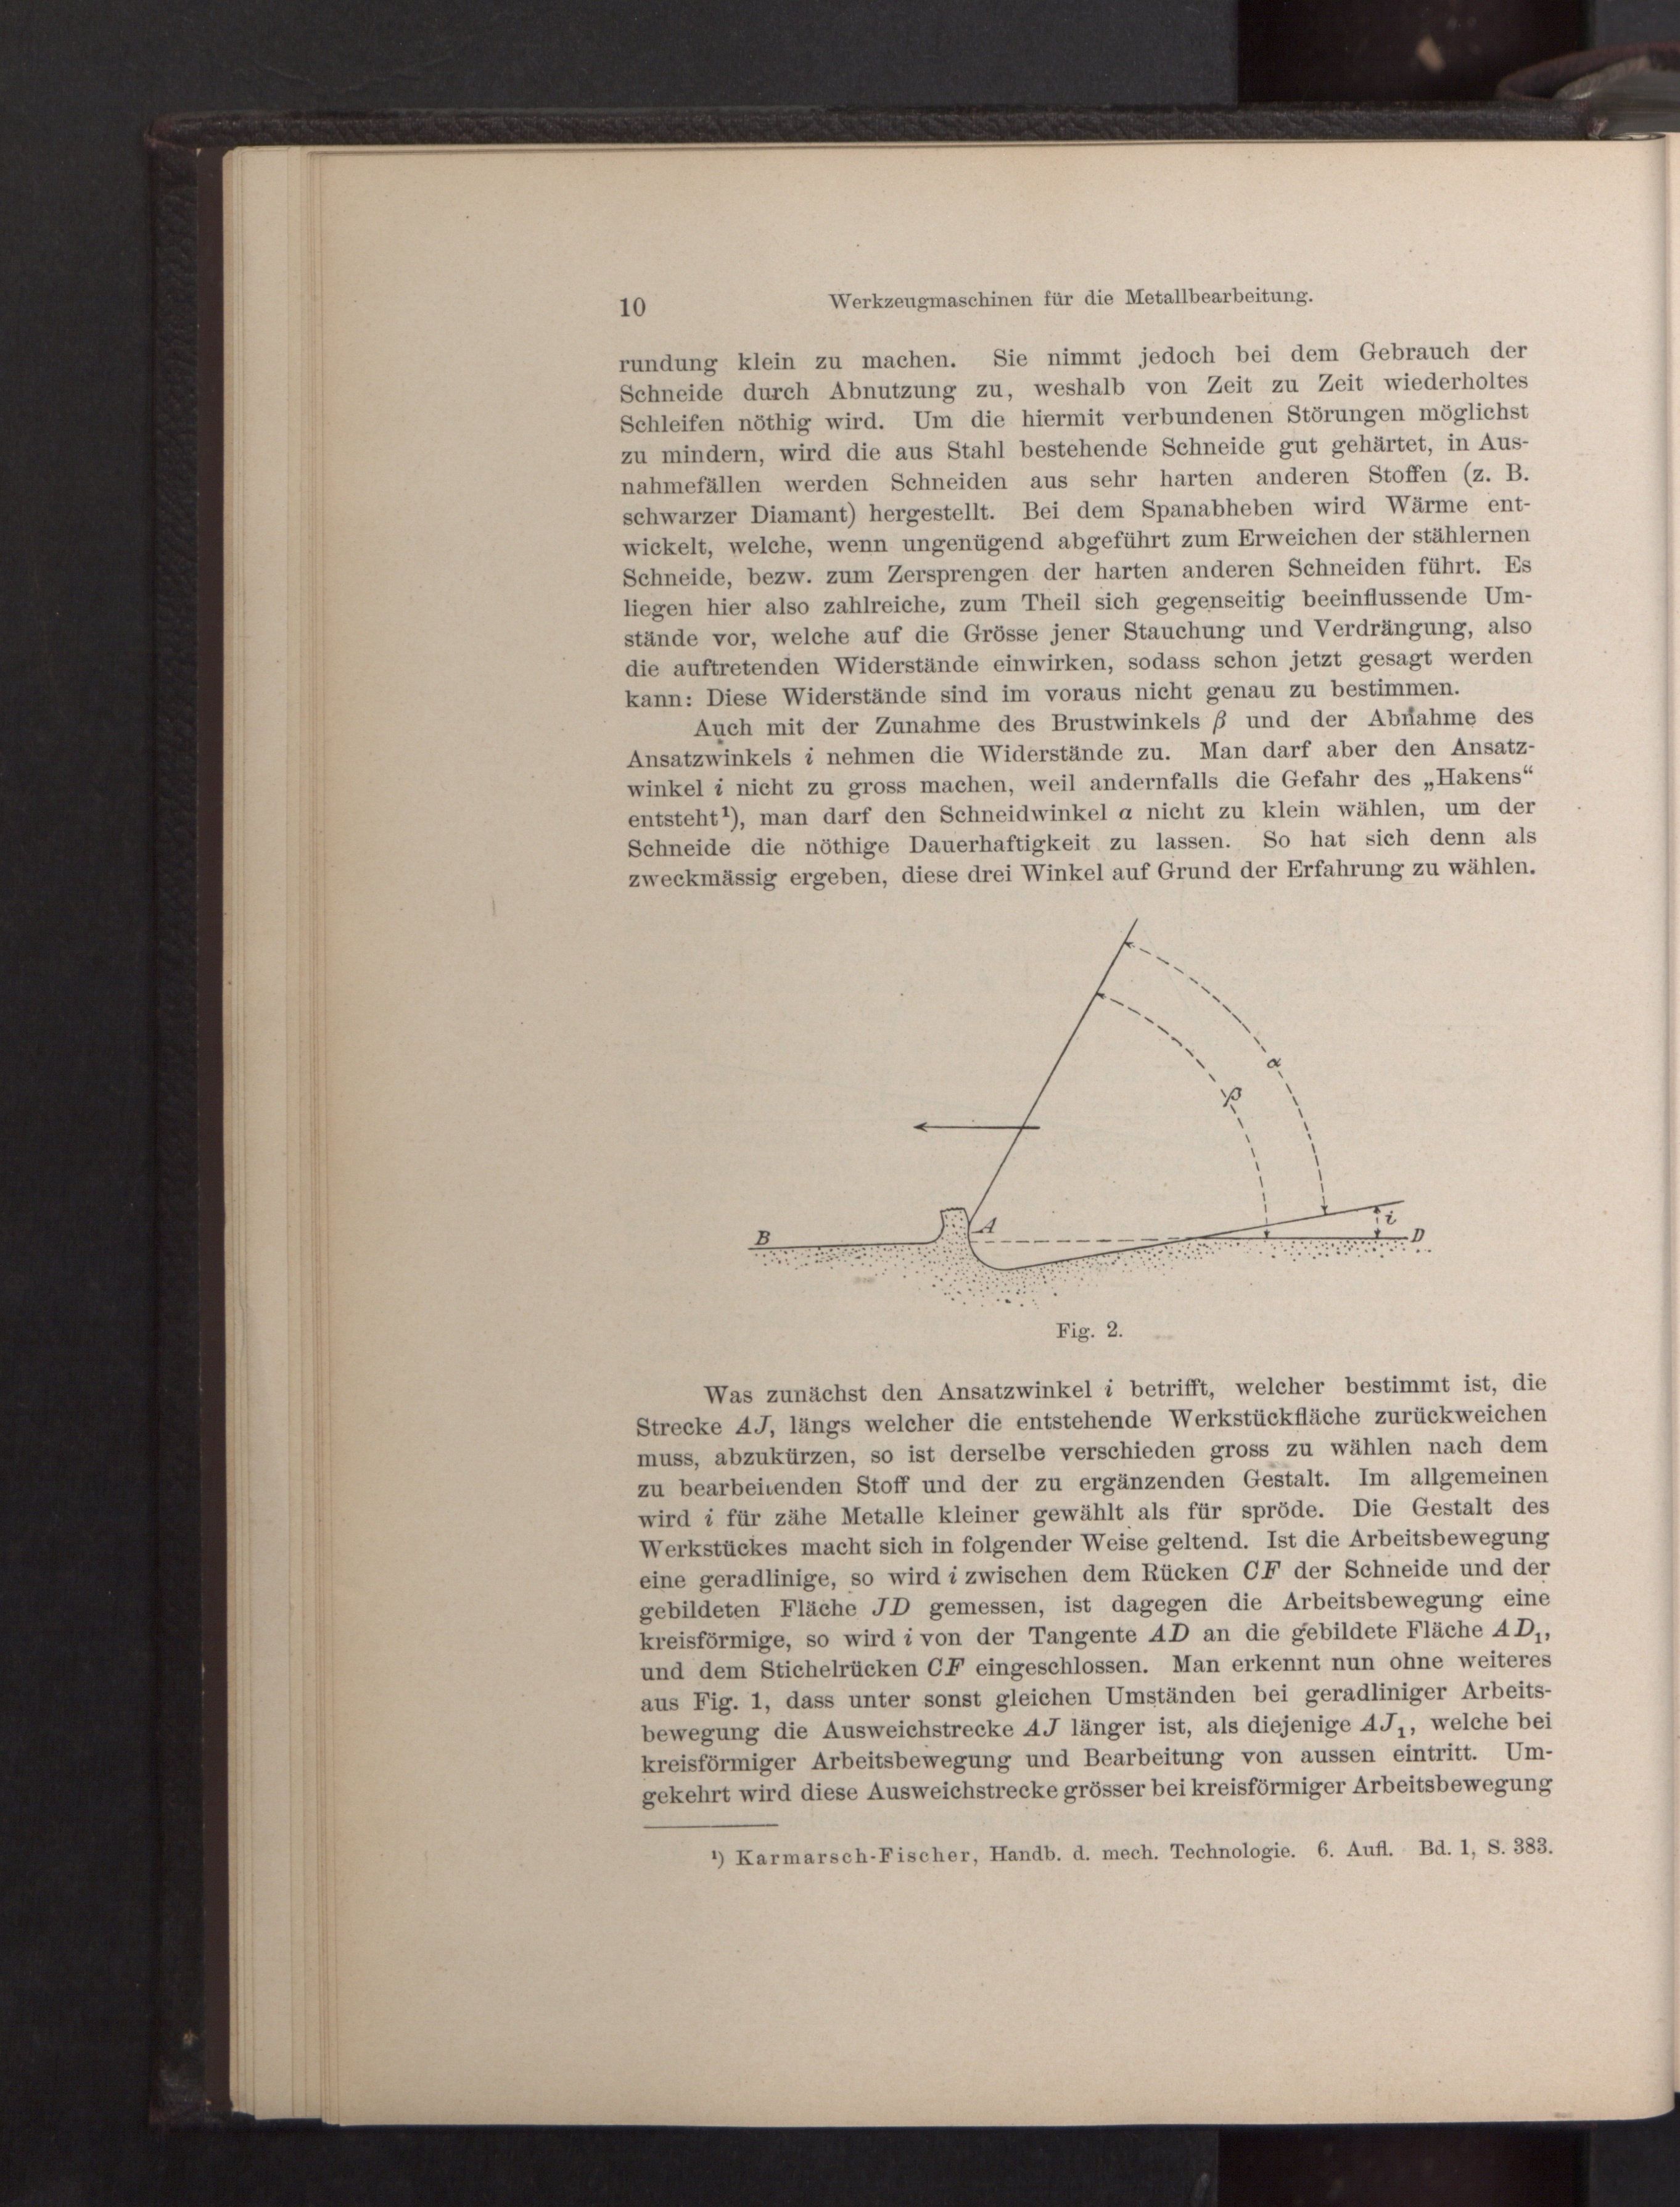 10
Werkzeugmaschinen für die Metallbearbeitung.
rundung klein zu machen. Sie nimmt jedoch bei dem Gebrauch der
Schneide durch Abnutzung zu, weshalb von Zeit zu Zeit wiederholtes
Schleifen nöthig wird. Um die hiermit verbundenen Störungen möglichst
zu mindern, wird die aus Stahl bestehende Schneide gut gehärtet, in Aus-
nahmefällen werden Schneiden aus sehr harten anderen Stoffen (z. B.
schwarzer Diamant) hergestellt. Bei dem Spanabheben wird Wärme ent-
wickelt, welche, wenn ungenügend abgeführt zum Erweichen der stählernen
Schneide, bezw. zum Zersprengen der harten anderen Schneiden führt. Es
liegen hier also zahlreiche, zum Theil sich gegenseitig beeinflussende Um-
stände vor, welche auf die Grösse jener Stauchung und Verdrängung, also
die auftretenden Widerstände einwirken, sodass schon jetzt gesagt werden
kann: Diese Widerstände sind im voraus nicht genau zu bestimmen.
Auch mit der Zunahme des Brustwinkels β und der Abnahme des
Ansatzwinkels i nehmen die Widerstände zu. Man darf aber den Ansatz-
winkel i nicht zu gross machen, weil andernfalls die Gefahr des „Hakens“
entsteht¹), man darf den Schneidwinkel α nicht zu klein wählen, um der
Schneide die nöthige Dauerhaftigkeit zu lassen. So hat sich denn als
zweckmässig ergeben, diese drei Winkel auf Grund der Erfahrung zu wählen.
α
β
A
i
B
D
Fig. 2.
Was zunächst den Ansatzwinkel i betrifft, welcher bestimmt ist, die
Strecke AJ, längs welcher die entstehende Werkstückfläche zurückweichen
muss, abzukürzen, so ist derselbe verschieden gross zu wählen nach dem
zu bearbeitenden Stoff und der zu ergänzenden Gestalt. Im allgemeinen
wird i für zähe Metalle kleiner gewählt als für spröde. Die Gestalt des
Werkstückes macht sich in folgender Weise geltend. Ist die Arbeitsbewegung
eine geradlinige, so wird i zwischen dem Rücken CF der Schneide und der
gebildeten Fläche JD gemessen, ist dagegen die Arbeitsbewegung eine
kreisförmige, so wird i von der Tangente AD an die gebildete Fläche AD₁,
und dem Stichelrücken CF eingeschlossen. Man erkennt nun ohne weiteres
aus Fig. 1, dass unter sonst gleichen Umständen bei geradliniger Arbeits-
bewegung die Ausweichstrecke AJ länger ist, als diejenige AJ₁, welche bei
kreisförmiger Arbeitsbewegung und Bearbeitung von aussen eintritt. Um-
gekehrt wird diese Ausweichstrecke grösser bei kreisförmiger Arbeitsbewegung
¹) Karmarsch-Fischer, Handb. d. mech. Technologie. 6. Aufl. Bd. 1, S. 383.